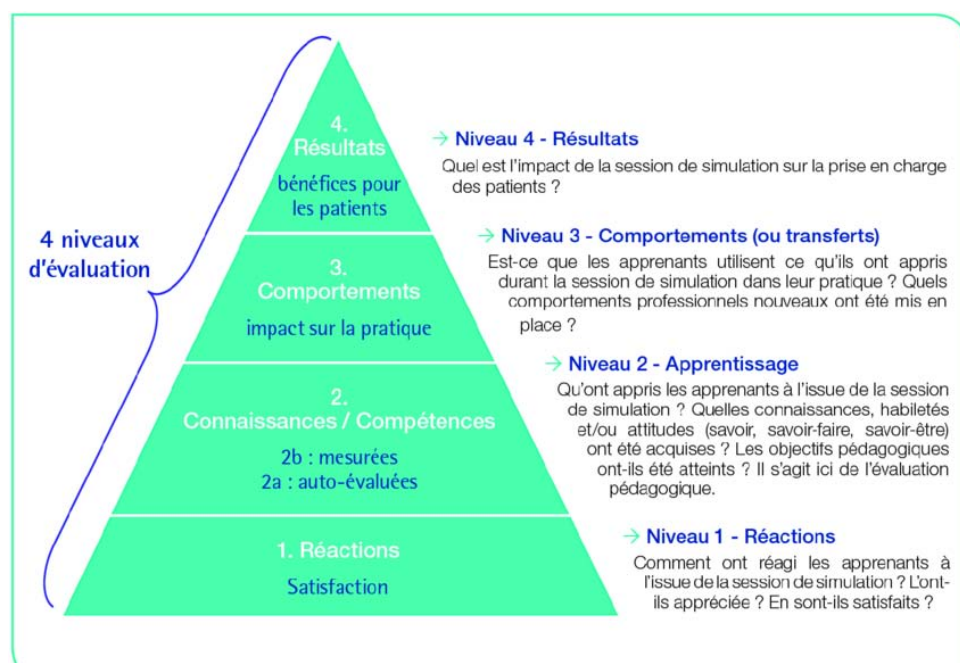 4 niveaux
d'évaluation
4.
Résultats
bénéfices pour
les patients
3.
Comportements
impact sur la pratique
2.
Connaissances / Compétences
2b : mesurées
2a : auto-évaluées
1. Réactions
Satisfaction
→ Niveau 4 - Résultats
Quel est l'impact de la session de simulation sur la prise en charge
des patients ?
→ Niveau 3 - Comportements (ou transferts)
Est-ce que les apprenants utilisent ce qu'ils ont appris
durant la session de simulation dans leur pratique ? Quels
comportements professionnels nouveaux ont été mis en
place ?
→ Niveau 2 - Apprentissage
Qu'ont appris les apprenants à l'issue de la session
de simulation ? Quelles connaissances, habiletés
et/ou attitudes (savoir, savoir-faire, savoir-être)
ont été acquises ? Les objectifs pédagogiques
ont-ils été atteints ? Il s'agit ici de l'évaluation
pédagogique.
→ Niveau 1 - Réactions
Comment ont réagi les apprenants à
l'issue de la session de simulation ? L'ont-
ils appréciée ? En sont-ils satisfaits ?